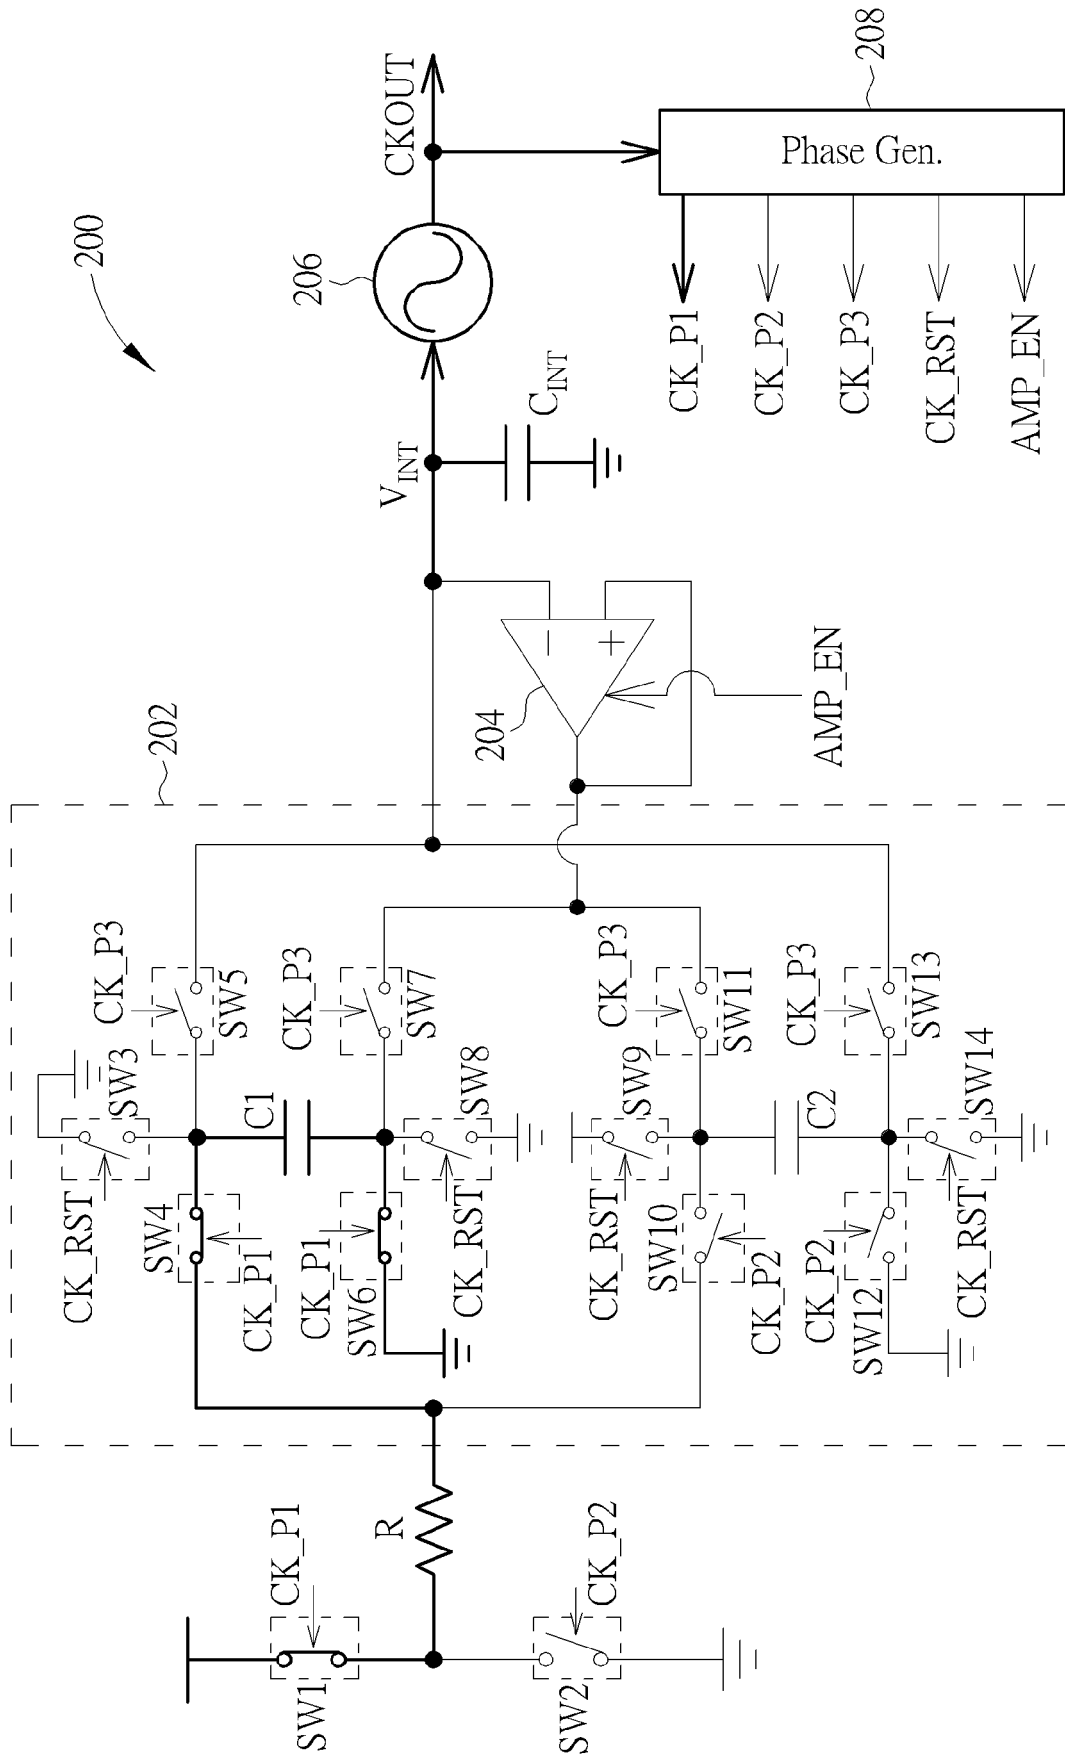 200
202
CK_RST
SW3
CK_P3
SW5
SW4
CK_P1
C1
CK_P3
SW7
CK_P1
SW6
CK_RST
SW8
CK_RST
SW9
CK_P3
SW11
SW10
CK_P2
C2
CK_P3
SW13
CK_P2
SW12
CK_RST
SW14
SW1
CK_P1
R
SW2
CK_P2
204
−
+
AMP_EN
VINT
CINT
206
CKOUT
208
Phase Gen.
CK_P1
CK_P2
CK_P3
CK_RST
AMP_EN